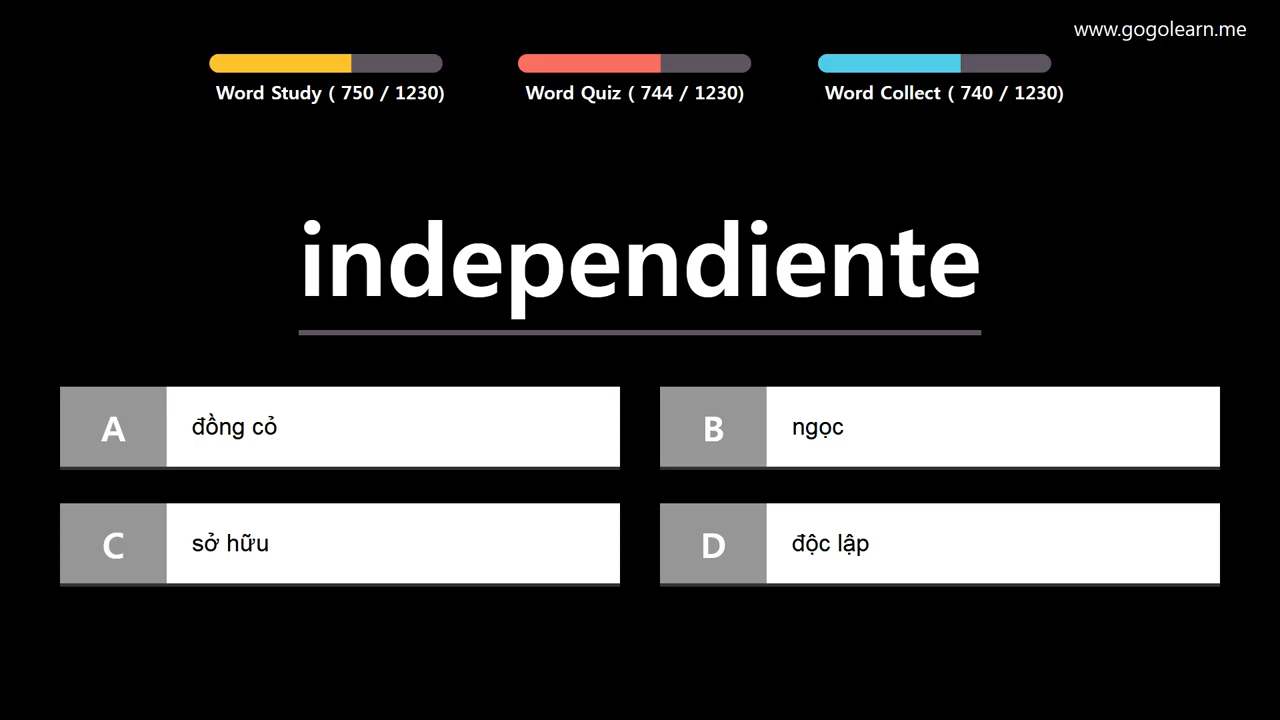 www.gogolearn.me
Word Study ( 750 / 1230)
Word Quiz ( 744 / 1230)
Word Collect ( 740 / 1230)
independiente
A
đồng cỏ
B
ngọc
C
sở hữu
D
độc lập